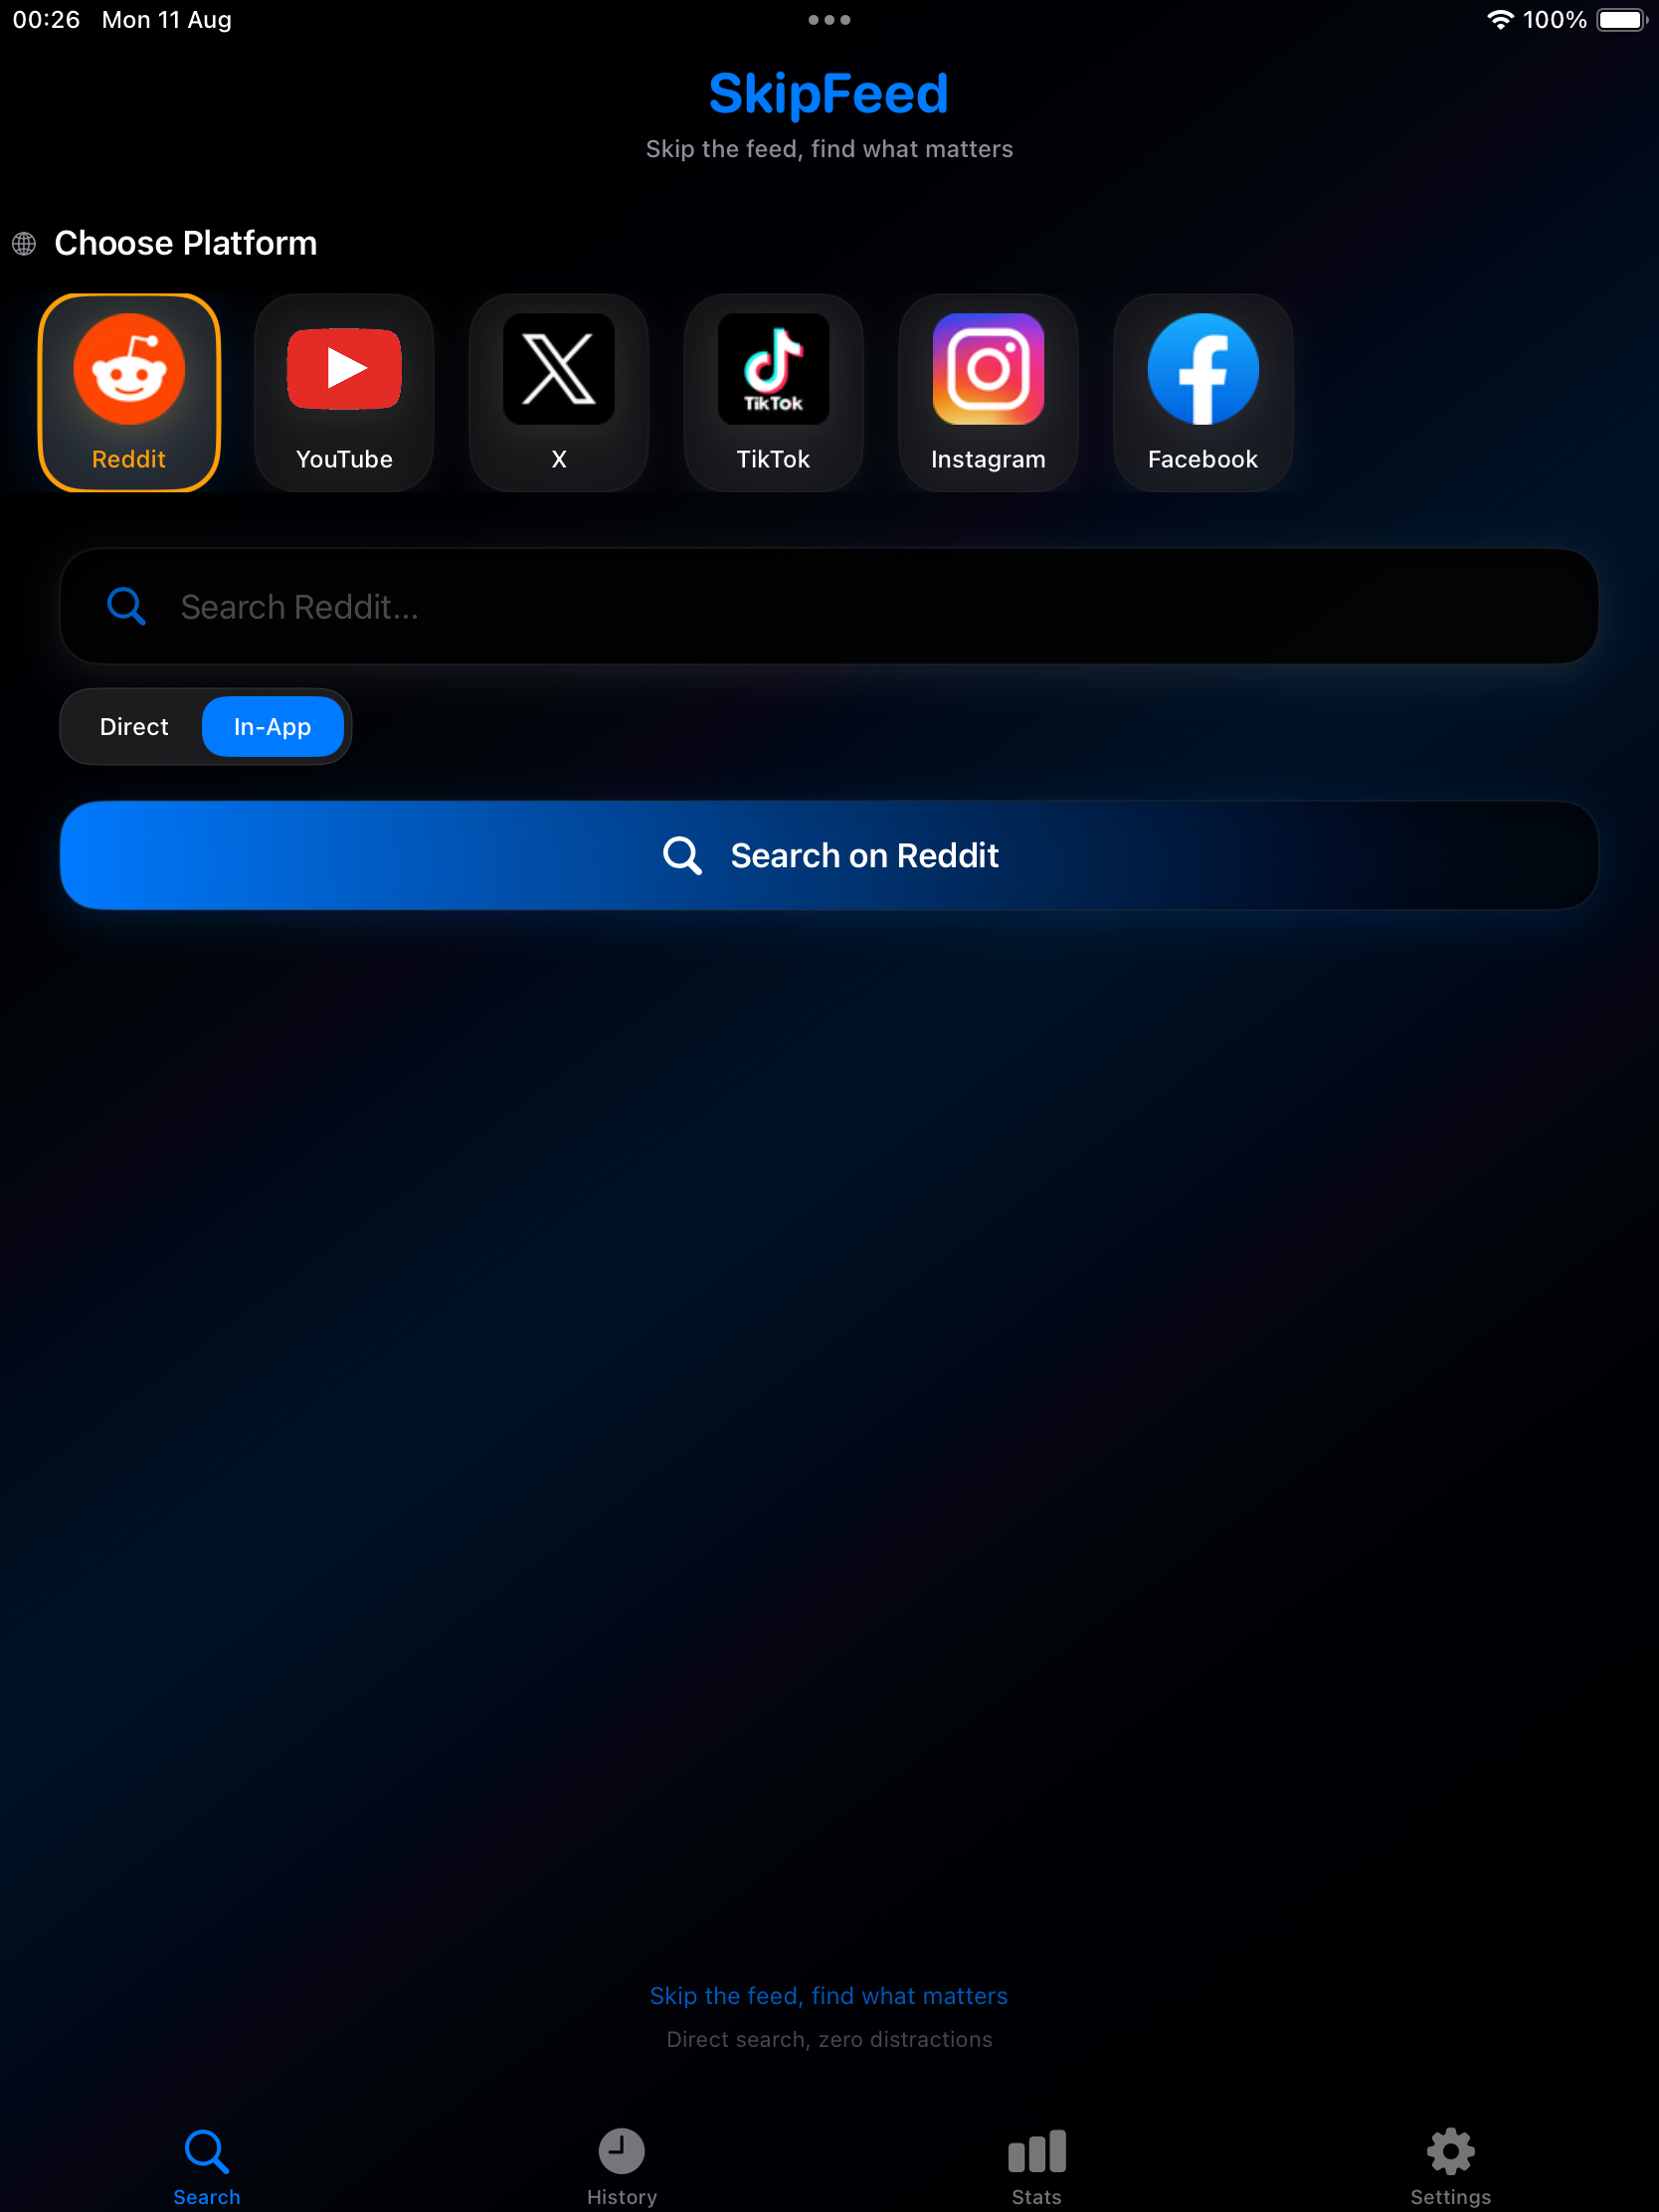 00:26 Mon 11 Aug 100%
SkipFeed
Skip the feed, find what matters
Choose Platform
TikTok
Reddit YouTube X TikTok Instagram Facebook
Search Reddit...
Direct In-App
Search on Reddit
Skip the feed, find what matters
Direct search, zero distractions
Search History Stats Settings